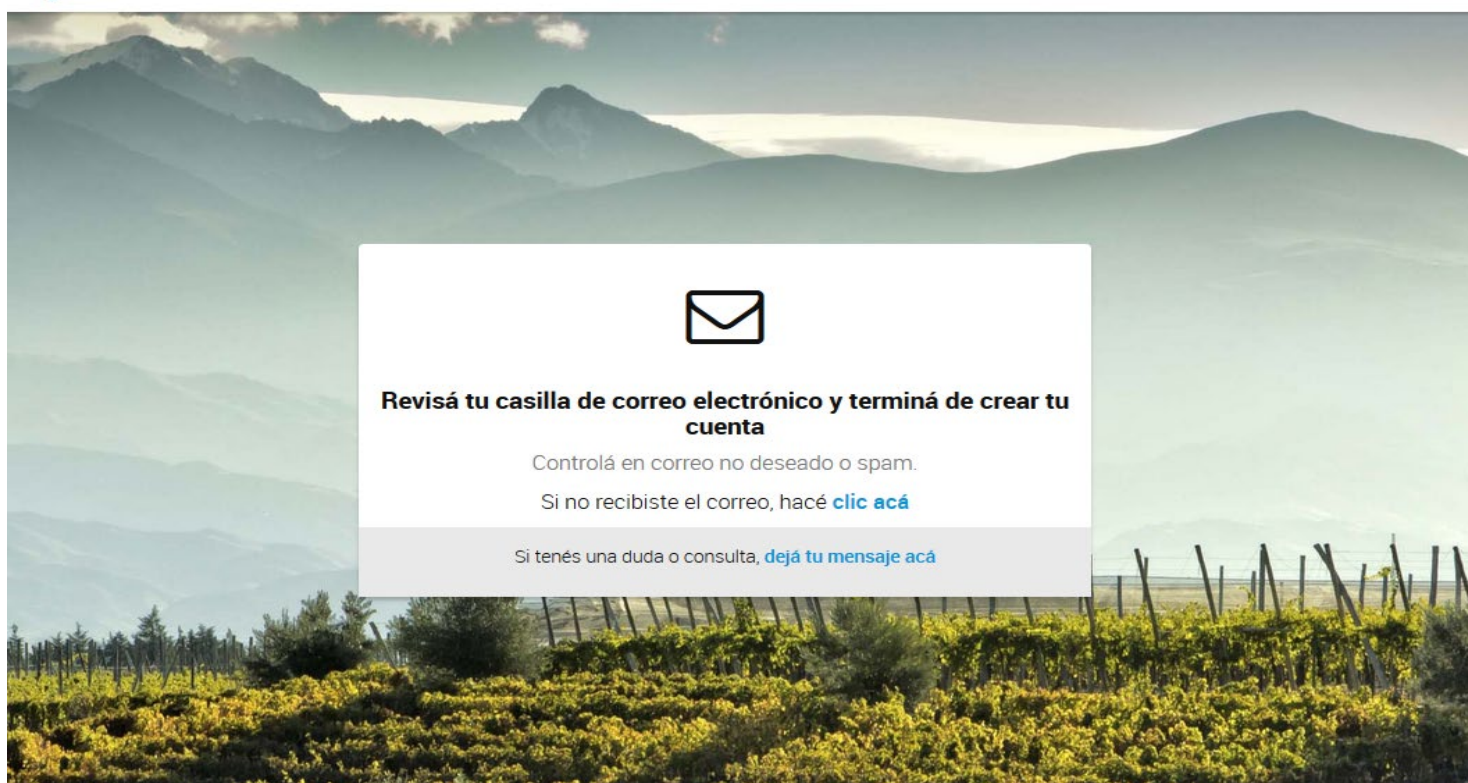 Revisá tu casilla de correo electrónico y terminá de crear tu
cuenta
Controlá en correo no deseado o spam.
Si no recibiste el correo, hacé clic acá
Si tenés una duda o consulta, dejá tu mensaje acá